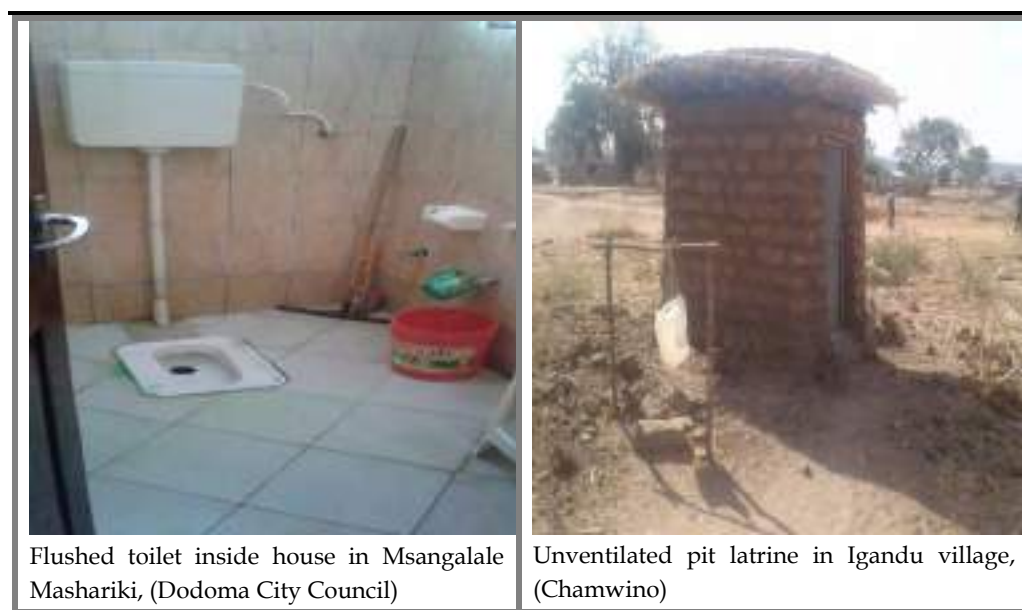 Flushed toilet inside house in Msangalale
Mashariki, (Dodoma City Council)
Unventilated pit latrine in Igandu village,
(Chamwino)